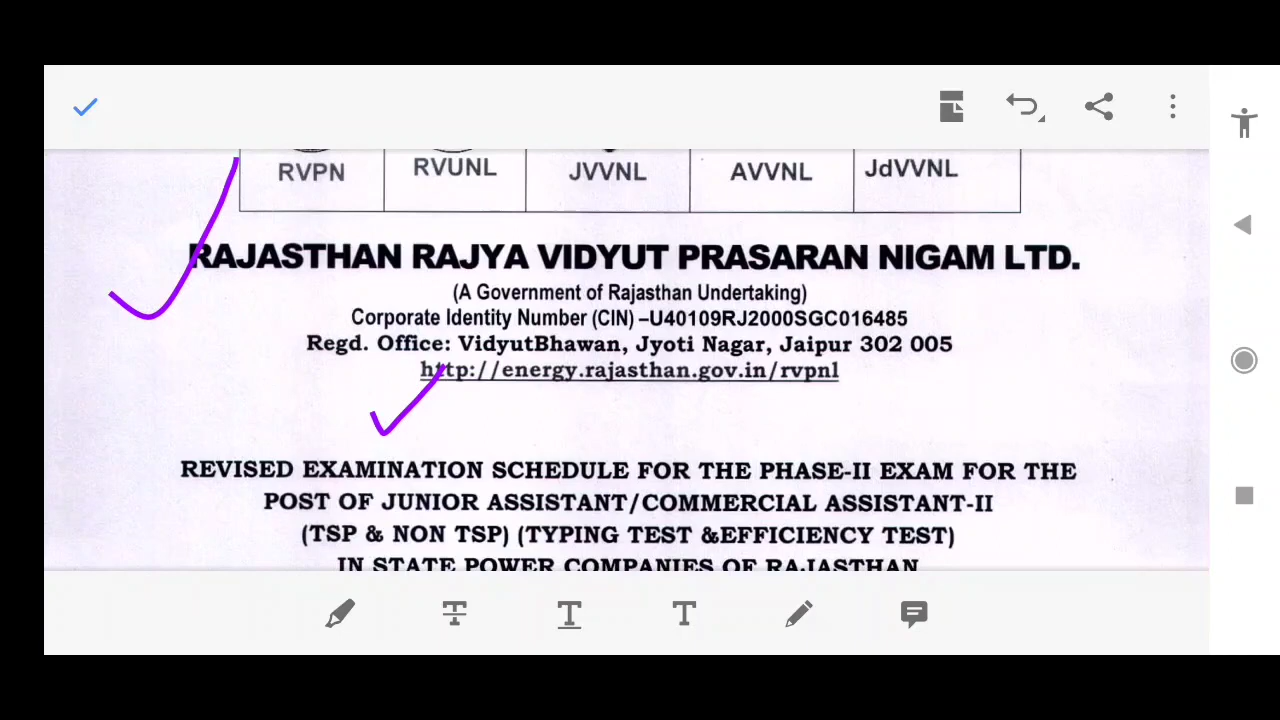 RVPN RVUNL JVVNL AVVNL JdVVNL
RAJASTHAN RAJYA VIDYUT PRASARAN NIGAM LTD.
(A Government of Rajasthan Undertaking)
Corporate Identity Number (CIN) –U40109RJ2000SGC016485
Regd. Office: VidyutBhawan, Jyoti Nagar, Jaipur 302 005
http://energy.rajasthan.gov.in/rvpnl
REVISED EXAMINATION SCHEDULE FOR THE PHASE-II EXAM FOR THE
POST OF JUNIOR ASSISTANT/COMMERCIAL ASSISTANT-II
(TSP & NON TSP) (TYPING TEST &EFFICIENCY TEST)
IN STATE POWER COMPANIES OF RAJASTHAN